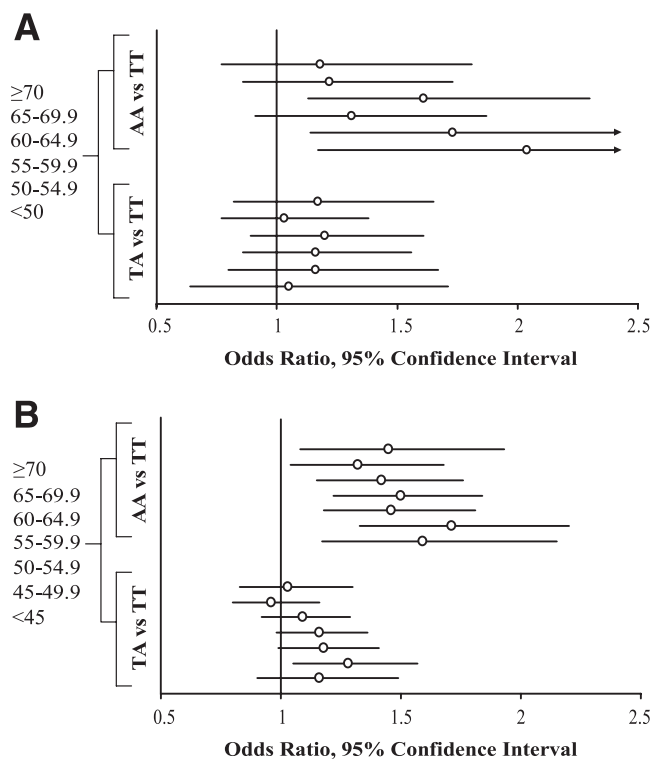 A
≥70
65-69.9
60-64.9
55-59.9
50-54.9
<50
AA vs TT
TA vs TT
0.5 1 1.5 2 2.5
Odds Ratio, 95% Confidence Interval
B
≥70
65-69.9
60-64.9
55-59.9
50-54.9
45-49.9
<45
AA vs TT
TA vs TT
0.5 1 1.5 2 2.5
Odds Ratio, 95% Confidence Interval